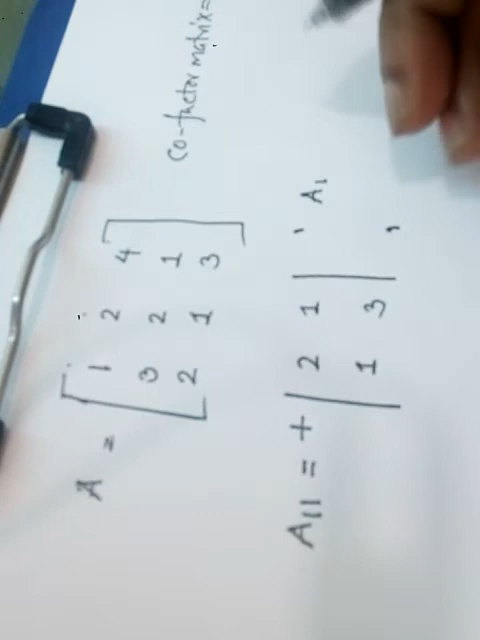 A = [ 1 2 4
3 2 1
2 1 3 ]
Co-factor matrix =
A11 = + | 2 1
1 3 | , A1
,